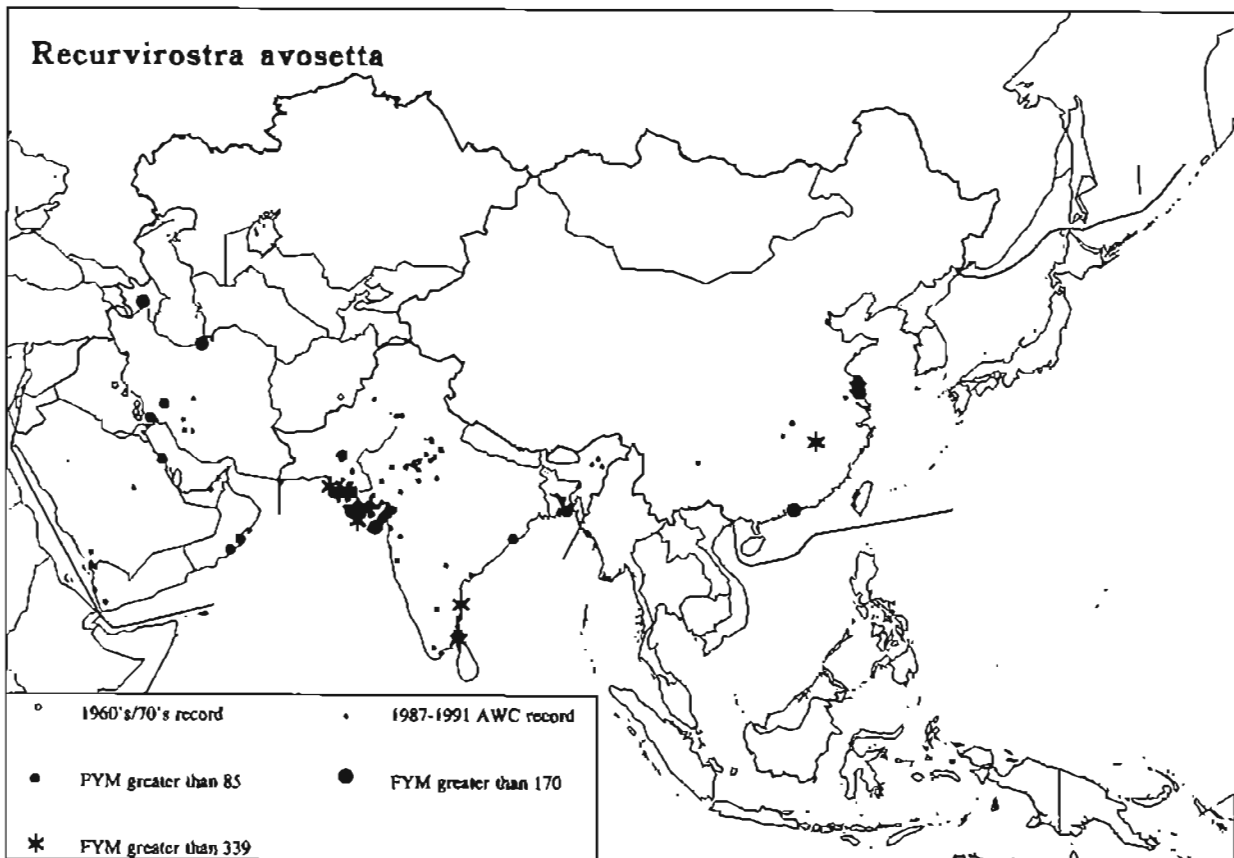 Recurvirostra avosetta
1960's/70's record
1987-1991 AWC record
FYM greater than 85
FYM greater than 170
FYM greater than 339